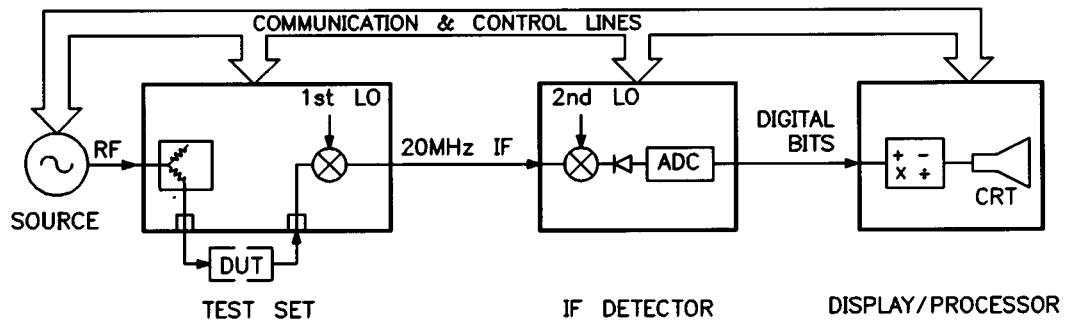 COMMUNICATION & CONTROL LINES
1st LO
2nd LO
RF
20MHz IF
ADC
DIGITAL
BITS
+ -
x ÷
CRT
SOURCE
DUT
TEST SET
IF DETECTOR
DISPLAY/PROCESSOR